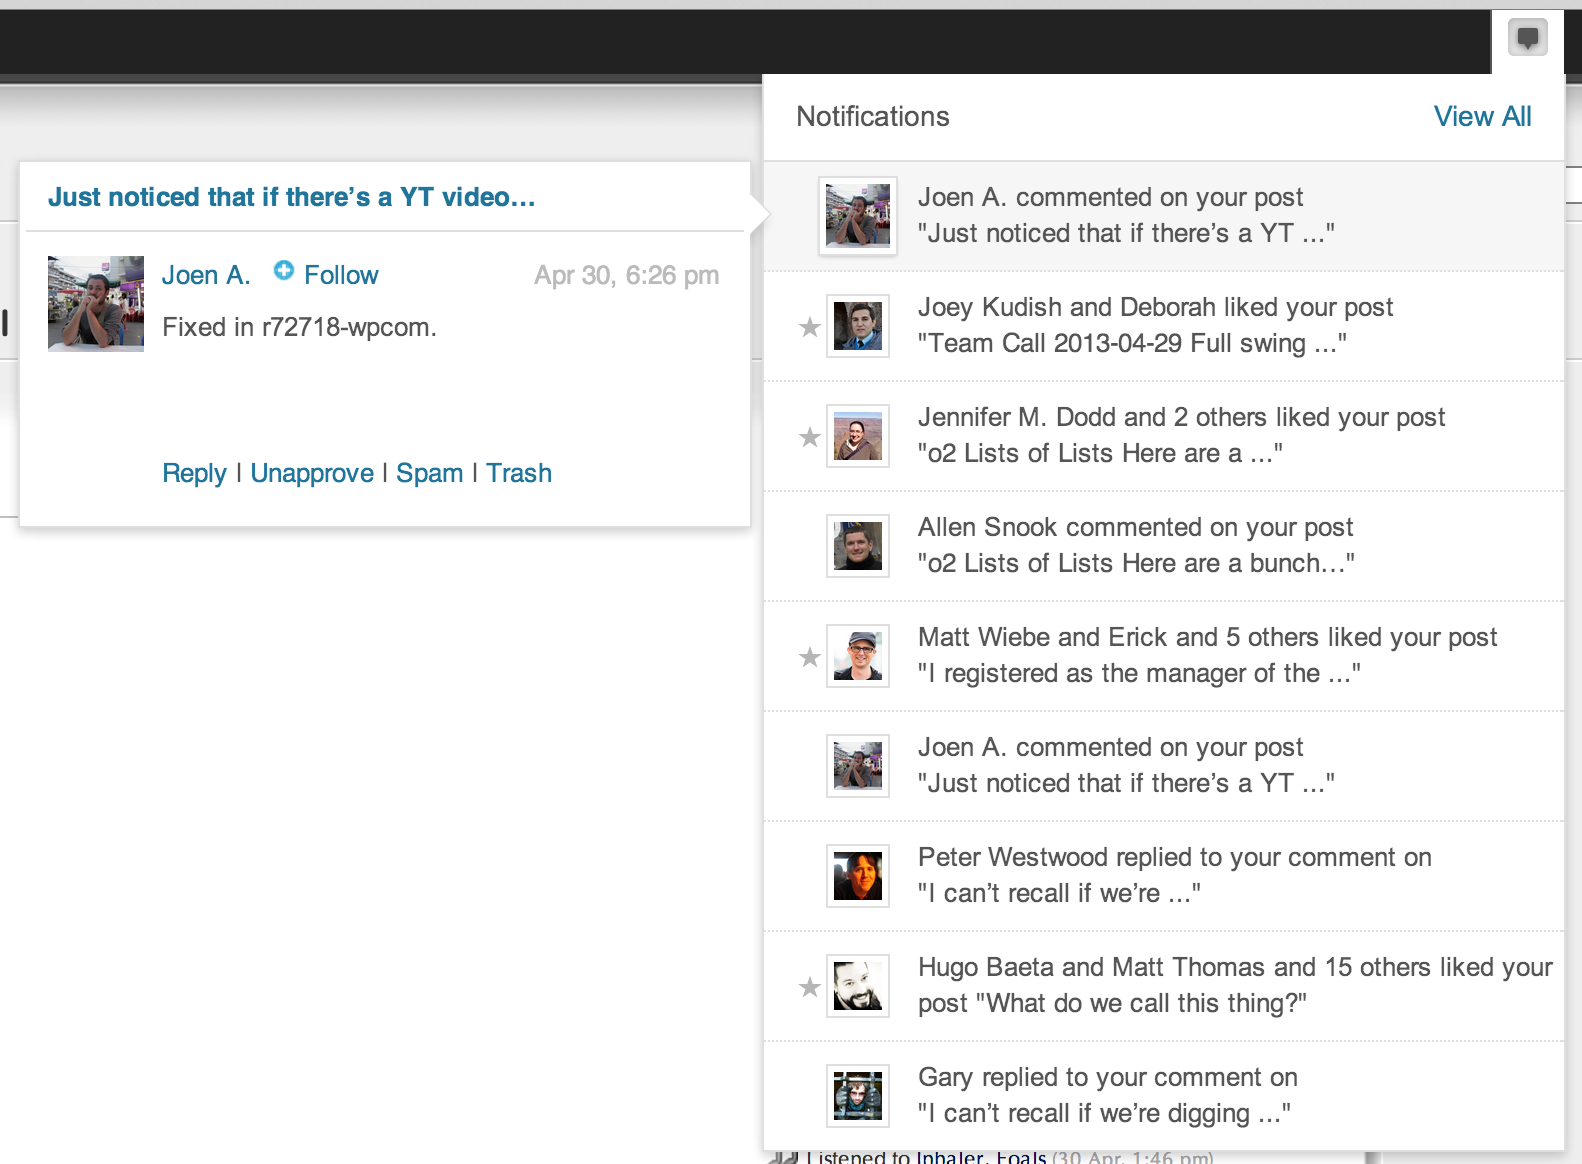 Notifications
View All
Just noticed that if there’s a YT video…
Joen A.
Follow
Apr 30, 6:26 pm
Fixed in r72718-wpcom.
Reply | Unapprove | Spam | Trash
Joen A. commented on your post
"Just noticed that if there’s a YT …"
Joey Kudish and Deborah liked your post
"Team Call 2013-04-29 Full swing …"
Jennifer M. Dodd and 2 others liked your post
"o2 Lists of Lists Here are a …"
Allen Snook commented on your post
"o2 Lists of Lists Here are a bunch…"
Matt Wiebe and Erick and 5 others liked your post
"I registered as the manager of the …"
Joen A. commented on your post
"Just noticed that if there’s a YT …"
Peter Westwood replied to your comment on
"I can’t recall if we’re …"
Hugo Baeta and Matt Thomas and 15 others liked your
post "What do we call this thing?"
Gary replied to your comment on
"I can’t recall if we’re digging …"
Listened to Inhaler, Foals (30 Apr, 1:46 pm)